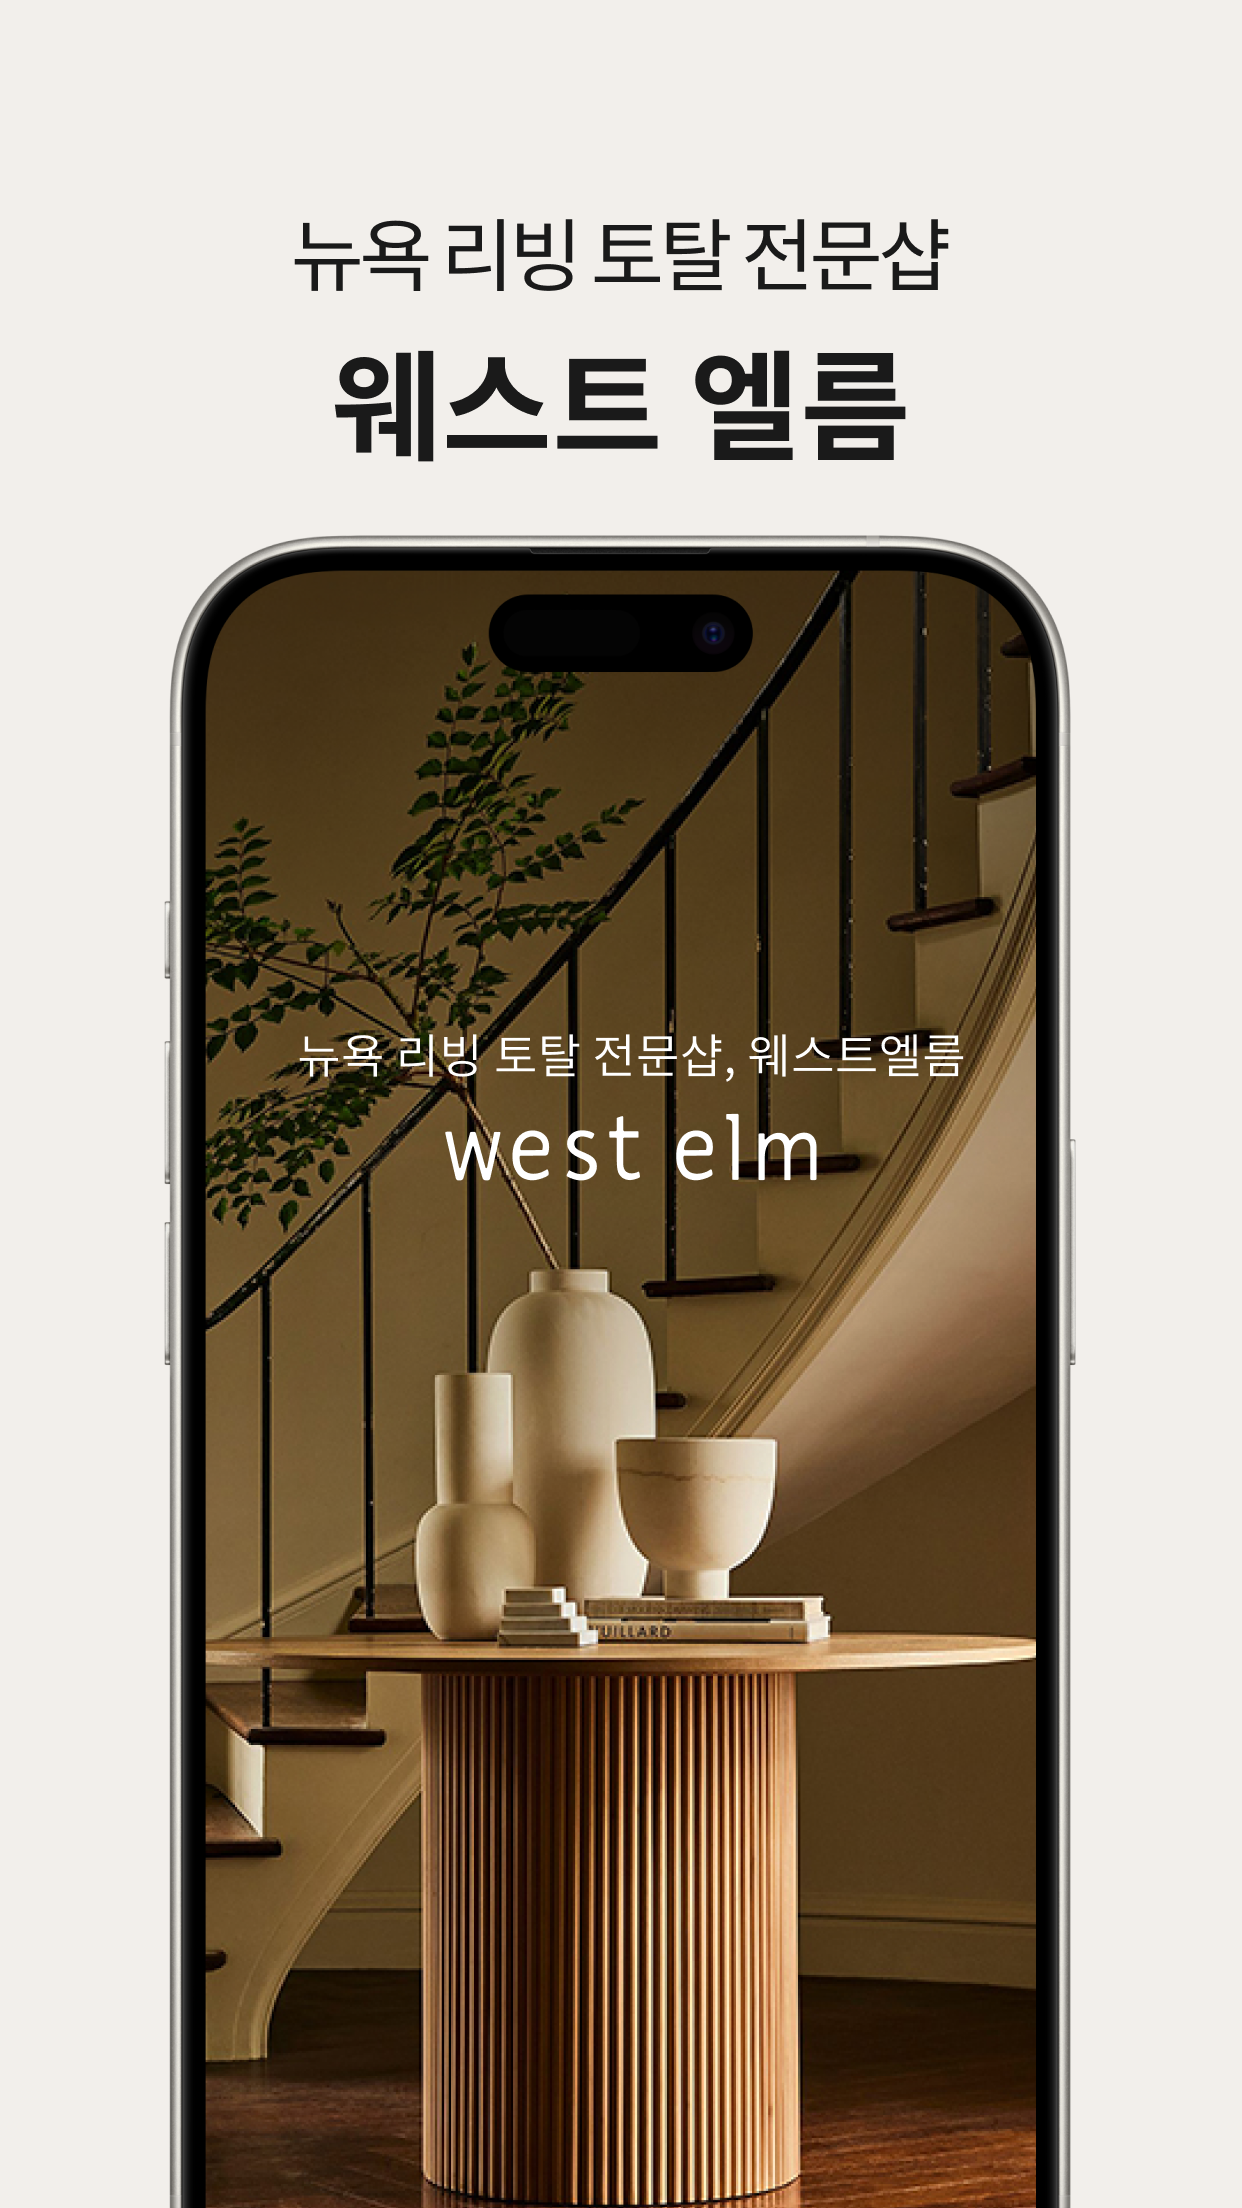 뉴욕 리빙 토탈 전문샵
웨스트 엘름
뉴욕 리빙 토탈 전문샵, 웨스트엘름
west elm